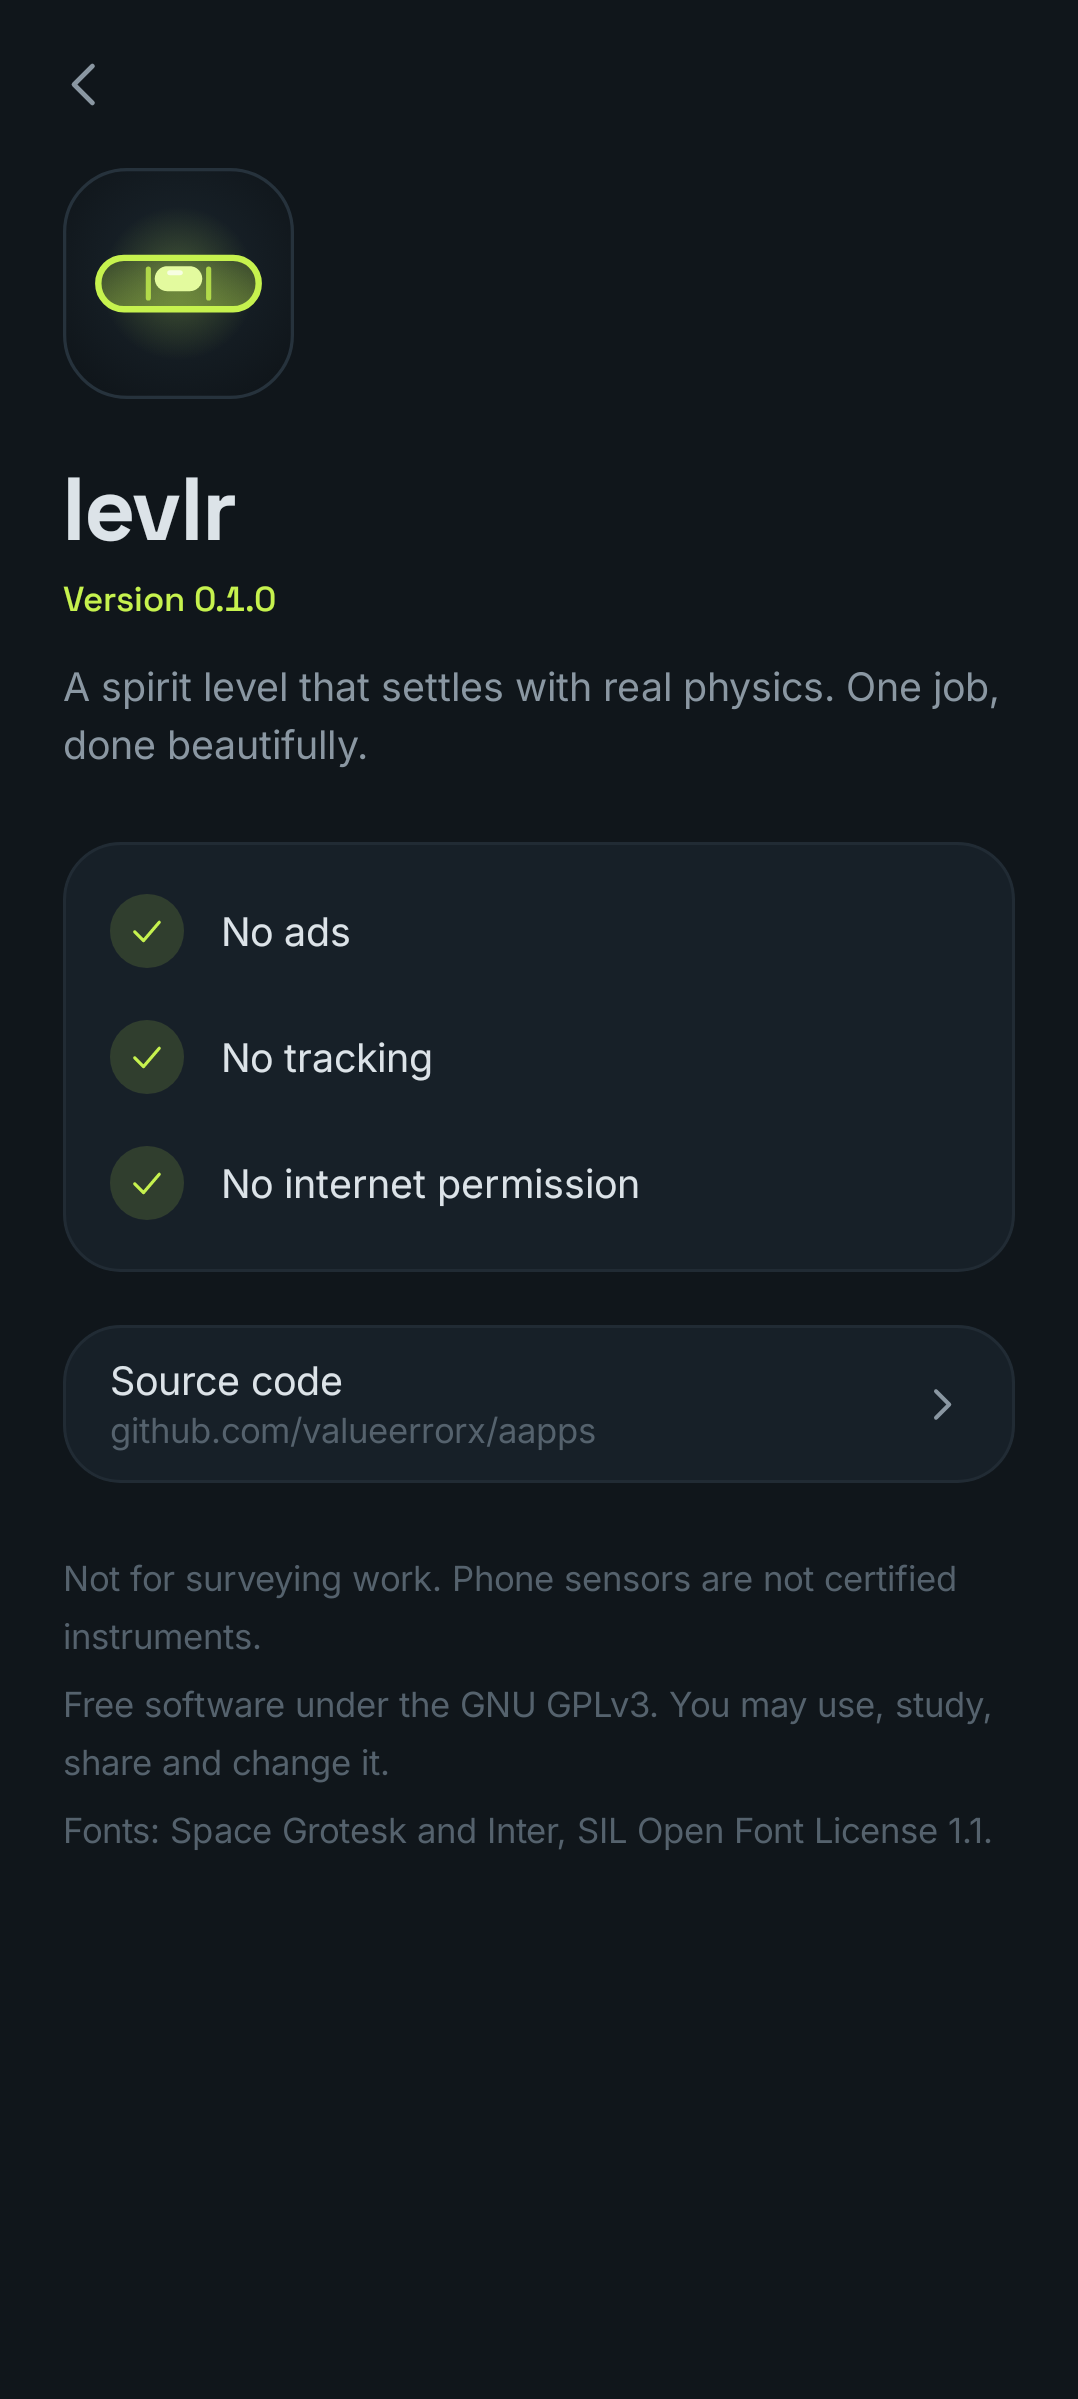 levlr
Version 0.1.0
A spirit level that settles with real physics. One job,
done beautifully.
No ads
No tracking
No internet permission
Source code
github.com/valueerrorx/aapps
Not for surveying work. Phone sensors are not certified
instruments.
Free software under the GNU GPLv3. You may use, study,
share and change it.
Fonts: Space Grotesk and Inter, SIL Open Font License 1.1.